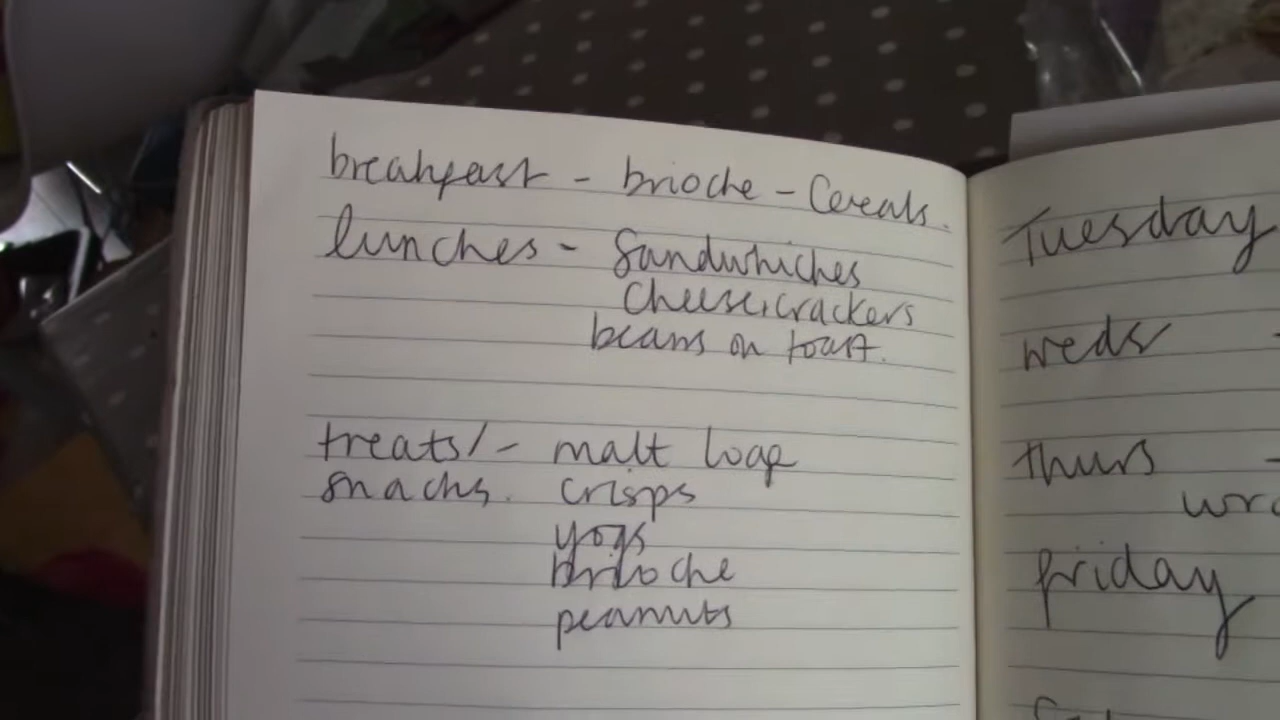 breakfast - brioche - Cereals.
lunches - Sandwhiches
Cheese, crackers
beans on toast.
treats/ - malt loaf
snacks. crisps
yogs
brioche
peanuts
Tuesday
weds
thurs -
friday